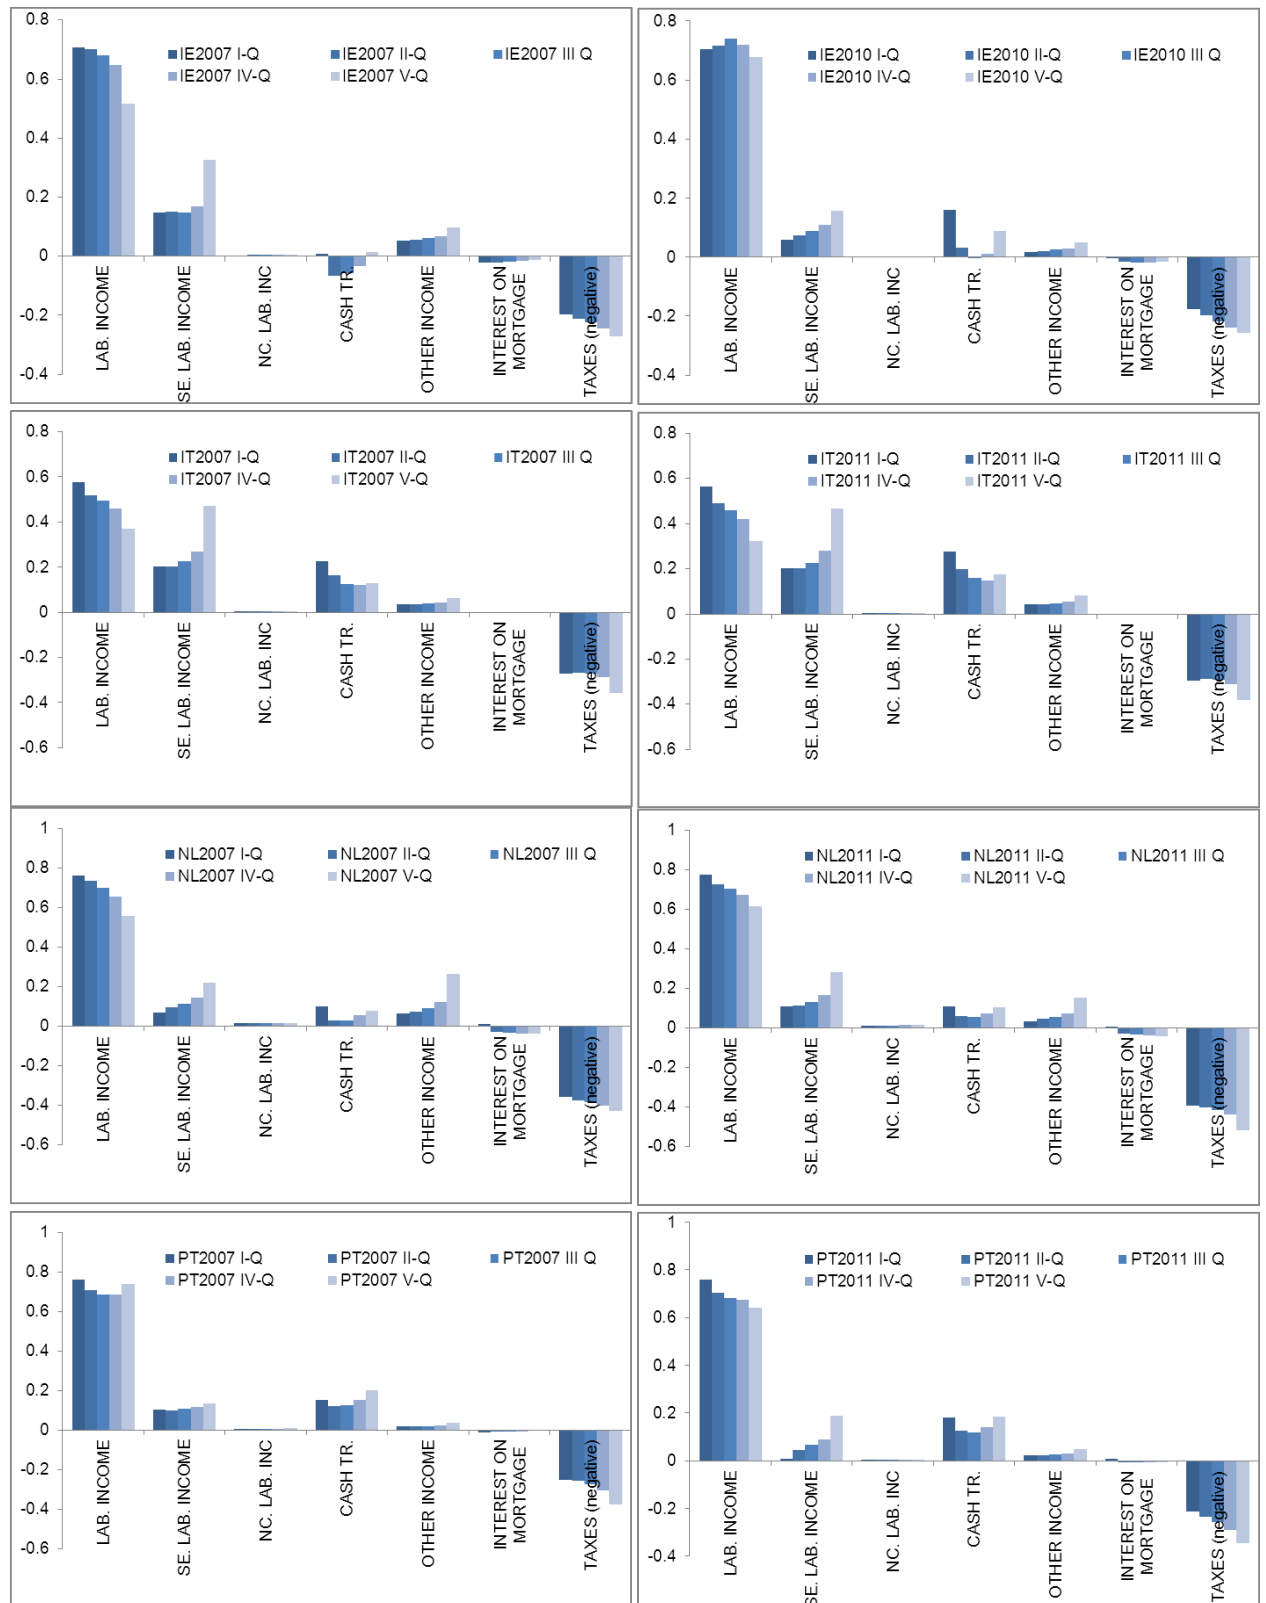 0.8
IE2007 I-Q IE2007 II-Q IE2007 III Q
IE2007 IV-Q IE2007 V-Q
0.6
0.4
0.2
0
-0.2
-0.4
LAB. INCOME
SE. LAB. INCOME
NC. LAB. INC
CASH TR.
OTHER INCOME
INTEREST ON
MORTGAGE
TAXES (negative)
0.8
IE2010 I-Q IE2010 II-Q IE2010 III Q
IE2010 IV-Q IE2010 V-Q
0.6
0.4
0.2
0
-0.2
-0.4
LAB. INCOME
SE. LAB. INCOME
NC. LAB. INC
CASH TR.
OTHER INCOME
INTEREST ON
MORTGAGE
TAXES (negative)
0.8
IT2007 I-Q IT2007 II-Q IT2007 III Q
IT2007 IV-Q IT2007 V-Q
0.6
0.4
0.2
0
-0.2
-0.4
-0.6
LAB. INCOME
SE. LAB. INCOME
NC. LAB. INC
CASH TR.
OTHER INCOME
INTEREST ON
MORTGAGE
TAXES (negative)
0.8
IT2011 I-Q IT2011 II-Q IT2011 III Q
IT2011 IV-Q IT2011 V-Q
0.6
0.4
0.2
0
-0.2
-0.4
-0.6
LAB. INCOME
SE. LAB. INCOME
NC. LAB. INC
CASH TR.
OTHER INCOME
INTEREST ON
MORTGAGE
TAXES (negative)
1
NL2007 I-Q NL2007 II-Q NL2007 III Q
NL2007 IV-Q NL2007 V-Q
0.8
0.6
0.4
0.2
0
-0.2
-0.4
-0.6
LAB. INCOME
SE. LAB. INCOME
NC. LAB. INC
CASH TR.
OTHER INCOME
INTEREST ON
MORTGAGE
TAXES (negative)
1
NL2011 I-Q NL2011 II-Q NL2011 III Q
NL2011 IV-Q NL2011 V-Q
0.8
0.6
0.4
0.2
0
-0.2
-0.4
-0.6
LAB. INCOME
SE. LAB. INCOME
NC. LAB. INC
CASH TR.
OTHER INCOME
INTEREST ON
MORTGAGE
TAXES (negative)
1
PT2007 I-Q PT2007 II-Q PT2007 III Q
PT2007 IV-Q PT2007 V-Q
0.8
0.6
0.4
0.2
0
-0.2
-0.4
-0.6
LAB. INCOME
SE. LAB. INCOME
NC. LAB. INC
CASH TR.
OTHER INCOME
INTEREST ON
MORTGAGE
TAXES (negative)
1
PT2011 I-Q PT2011 II-Q PT2011 III Q
PT2011 IV-Q PT2011 V-Q
0.8
0.6
0.4
0.2
0
-0.2
-0.4
LAB. INCOME
SE. LAB. INCOME
NC. LAB. INC
CASH TR.
OTHER INCOME
INTEREST ON
MORTGAGE
TAXES (negative)